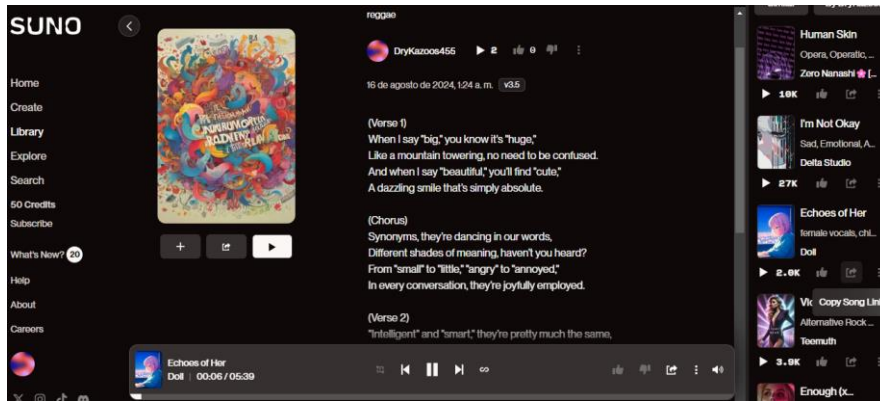 SUNO
Home
Create
Library
Explore
Search
50 Credits
Subscribe
What's New? 20
Help
About
Careers
reggae
DryKazoos455
2
0
16 de agosto de 2024, 1:24 a. m. v3.5
(Verse 1)
When I say "big," you know it's "huge,"
Like a mountain towering, no need to be confused.
And when I say "beautiful," you'll find "cute,"
A dazzling smile that's simply absolute.
(Chorus)
Synonyms, they're dancing in our words,
Different shades of meaning, haven't you heard?
From "small" to "little," "angry" to "annoyed,"
In every conversation, they're joyfully employed.
(Verse 2)
"Intelligent" and "smart," they're pretty much the same,
Echoes of Her
Doll 00:06 / 05:39
Human Skin
Opera, Operatic, ...
Zero Nanashi 🌸 [...
10K
I'm Not Okay
Sad, Emotional, A...
Delta Studio
27K
Echoes of Her
female vocals, chi...
Doll
2.0K
Copy Song Lin
Alternative Rock ...
Teemuth
3.9K
Enough (x...